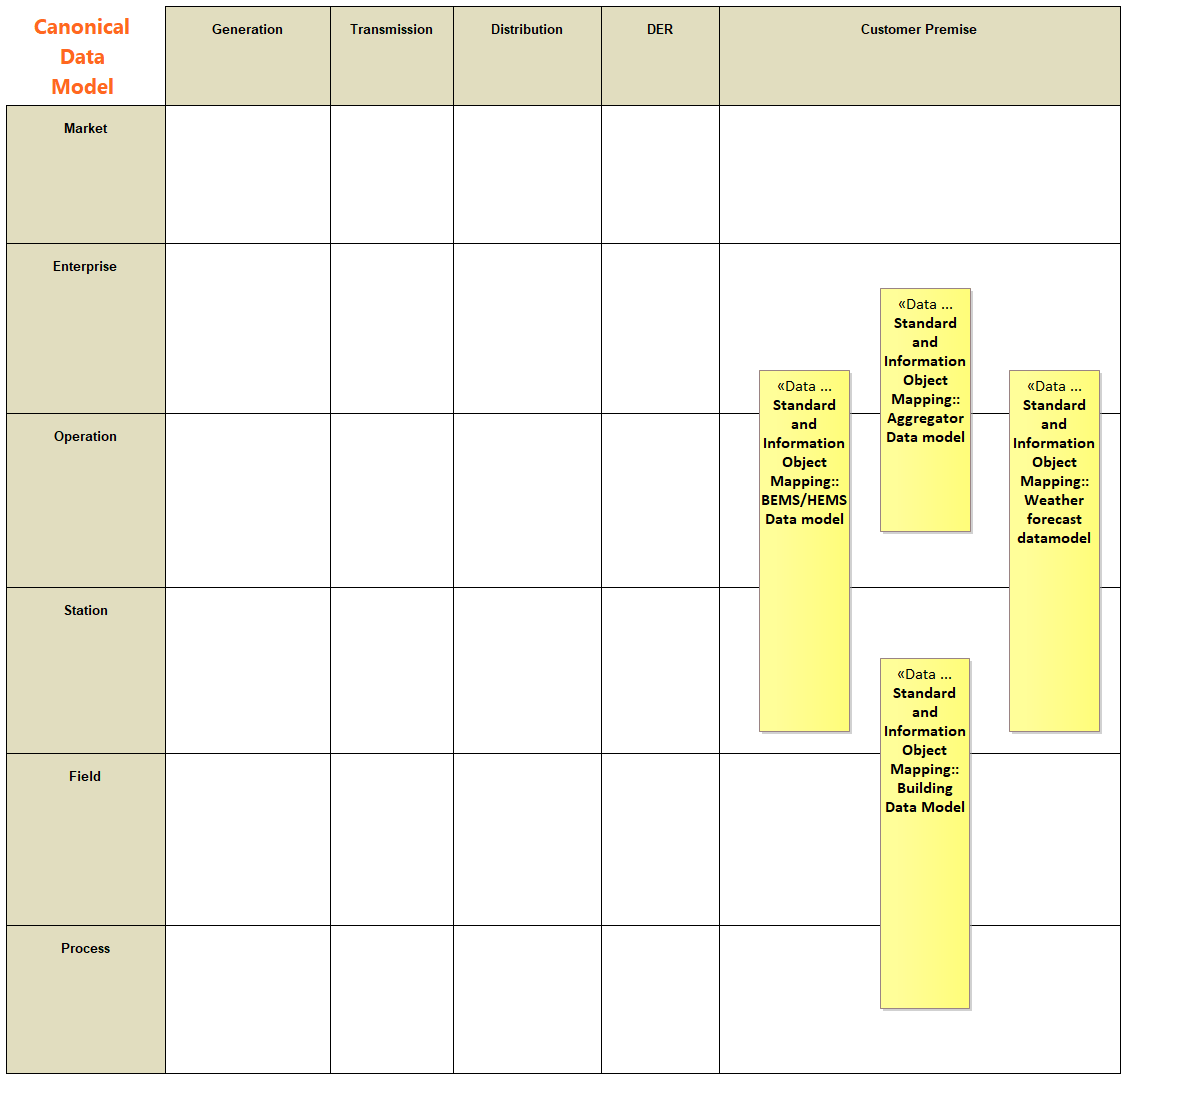 Canonical
Data
Model
Generation
Transmission
Distribution
DER
Customer Premise
Market
Enterprise
«Data ...
Standard
and
Information
Object
Mapping::
Aggregator
Data model
«Data ...
Standard
and
Information
Object
Mapping::
BEMS/HEMS
Data model
«Data ...
Standard
and
Information
Object
Mapping::
Weather
forecast
datamodel
Operation
Station
«Data ...
Standard
and
Information
Object
Mapping::
Building
Data Model
Field
Process